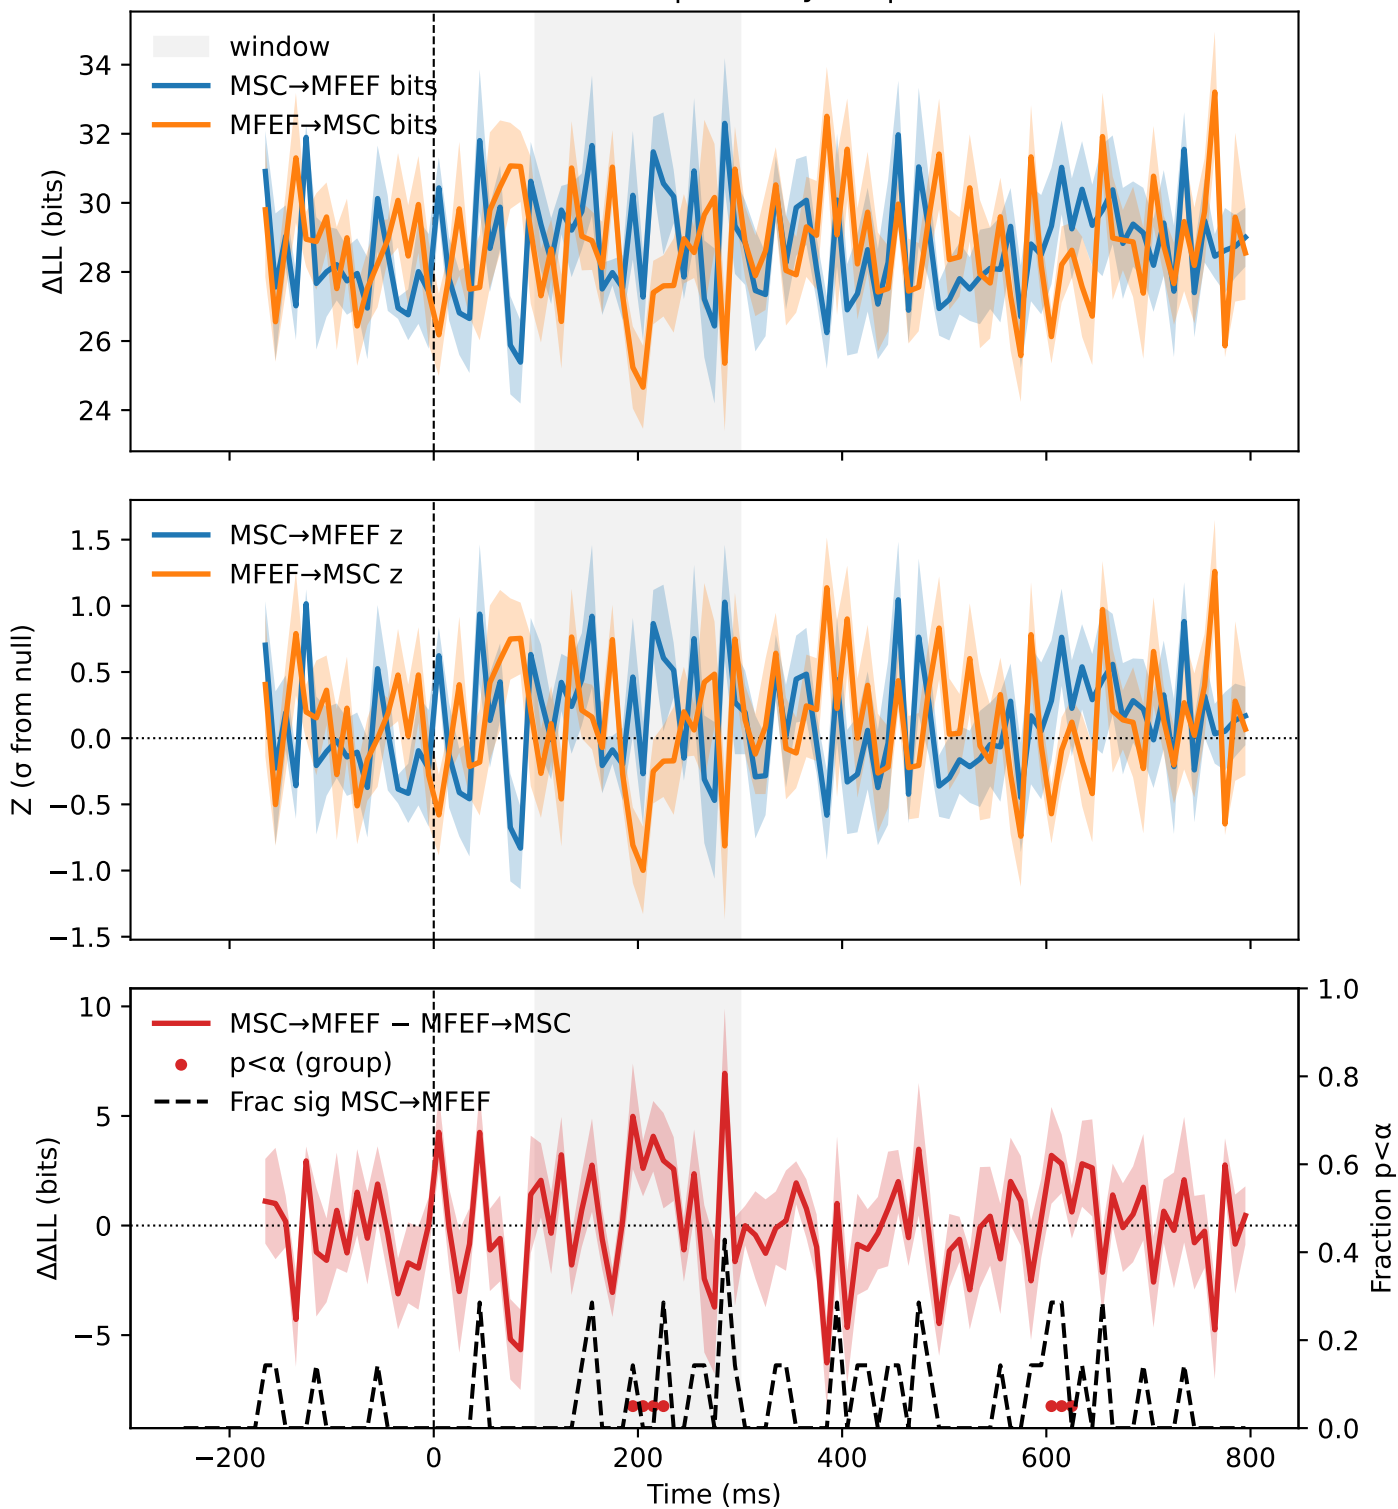 window
MSC→MFEF bits
MFEF→MSC bits
34
32
30
28
26
24
ΔLL (bits)
MSC→MFEF z
MFEF→MSC z
1.5
1.0
0.5
0.0
−0.5
−1.0
−1.5
Z (σ from null)
MSC→MFEF − MFEF→MSC
p<α (group)
Frac sig MSC→MFEF
10
5
0
−5
ΔΔLL (bits)
1.0
0.8
0.6
0.4
0.2
0.0
Fraction p<α
−200 0 200 400 600 800
Time (ms)